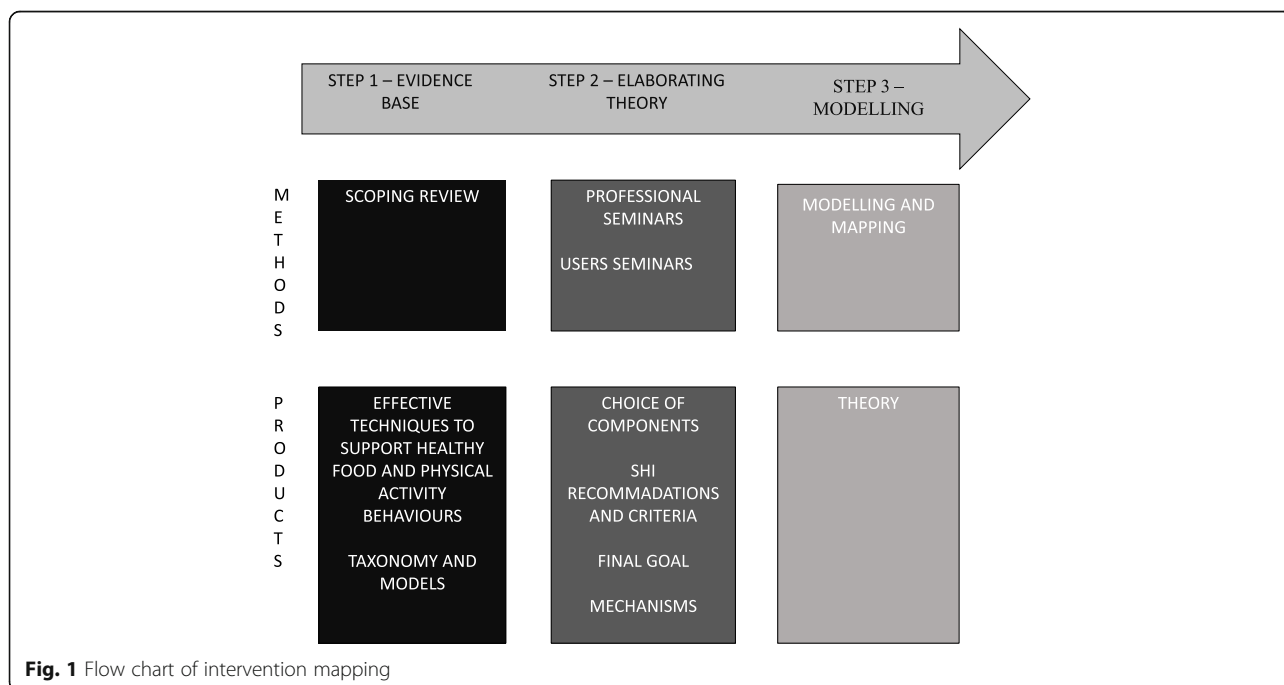 STEP 1 – EVIDENCE
BASE
STEP 2 – ELABORATING
THEORY
STEP 3 –
MODELLING
METHODS
SCOPING REVIEW
PROFESSIONAL
SEMINARS
USERS SEMINARS
MODELLING AND
MAPPING
PRODUCTS
EFFECTIVE
TECHNIQUES TO
SUPPORT HEALTHY
FOOD AND PHYSICAL
ACTIVITY
BEHAVIOURS
TAXONOMY AND
MODELS
CHOICE OF
COMPONENTS
SHI
RECOMMADATIONS
AND CRITERIA
FINAL GOAL
MECHANISMS
THEORY
Fig. 1 Flow chart of intervention mapping